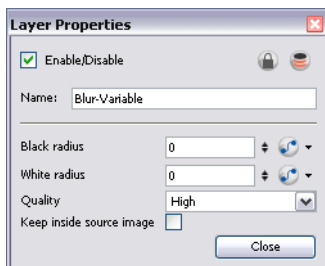 Layer Properties
Enable/Disable
Name: Blur-Variable
Black radius 0
White radius 0
Quality High
Keep inside source image
Close